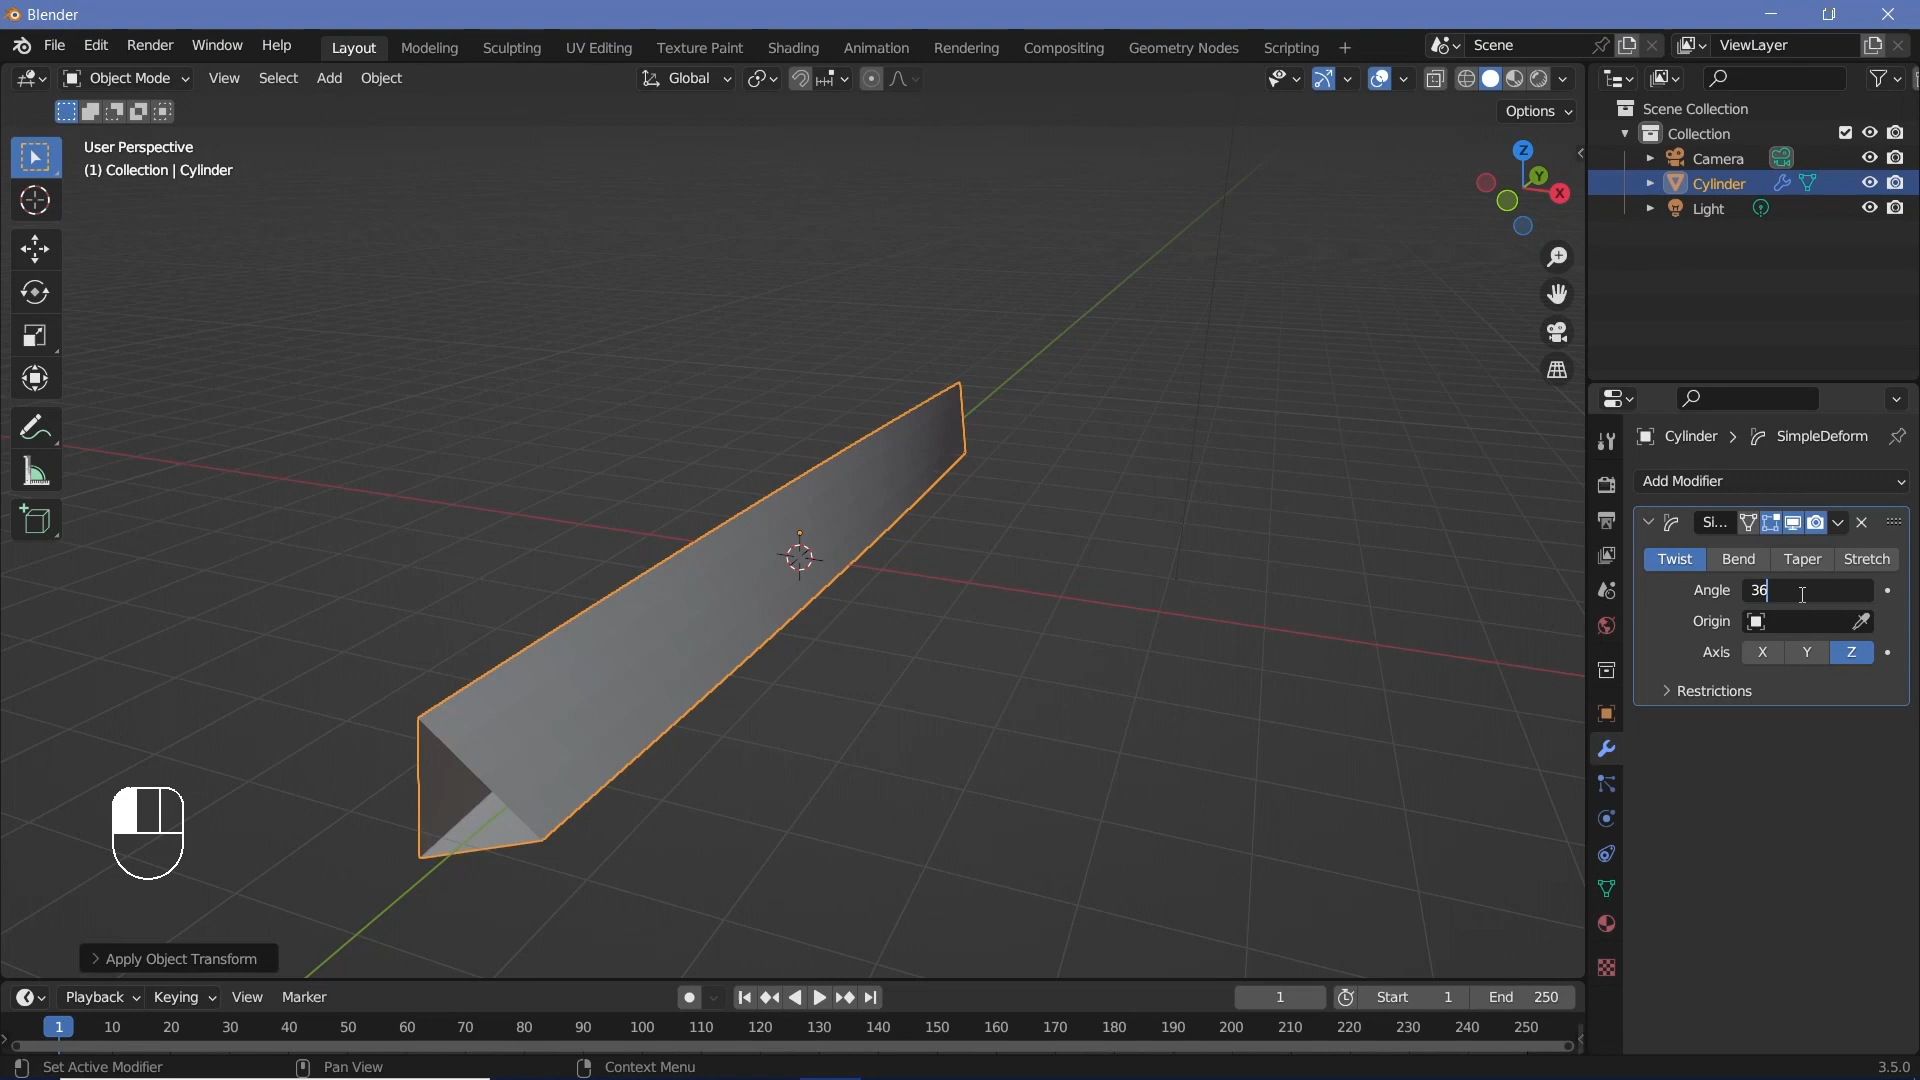 Blender
File Edit Render Window Help Layout Modeling Sculpting UV Editing Texture Paint Shading Animation Rendering Compositing Geometry Nodes Scripting + Scene ViewLayer
Object Mode View Select Add Object Global
Options
User Perspective
(1) Collection | Cylinder
Z
Y
X
Scene Collection
Collection
Camera
Cylinder
Light
Cylinder > SimpleDeform
Add Modifier
Si...
Twist Bend Taper Stretch
Angle 36
Origin
Axis X Y Z
> Restrictions
> Apply Object Transform
Playback Keying View Marker 1 Start 1 End 250
1 10 20 30 40 50 60 70 80 90 100 110 120 130 140 150 160 170 180 190 200 210 220 230 240 250
Set Active Modifier Pan View Context Menu 3.5.0